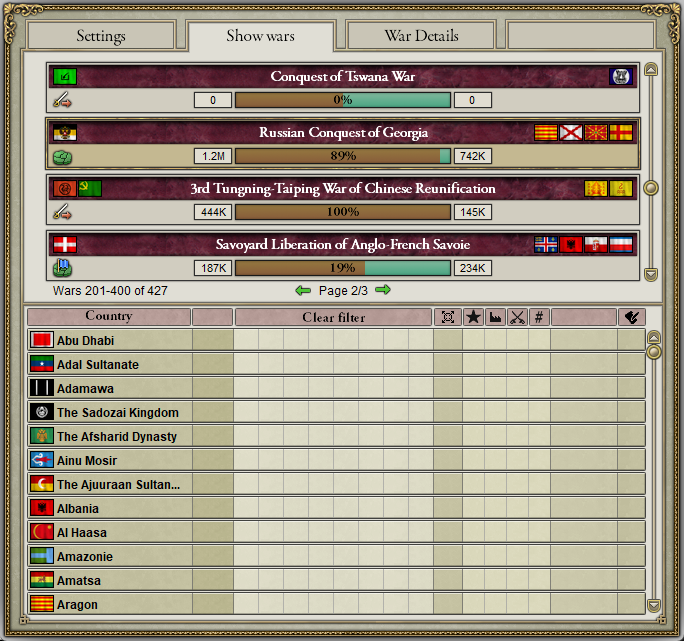 Settings
Show wars
War Details
Conquest of Tswana War
0
0%
0
Russian Conquest of Georgia
1.2M
89%
742K
3rd Tungning-Taiping War of Chinese Reunification
444K
100%
145K
Savoyard Liberation of Anglo-French Savoie
187K
19%
234K
Wars 201-400 of 427
Page 2/3
Country
Clear filter
#
Abu Dhabi
Adal Sultanate
Adamawa
The Sadozai Kingdom
The Afsharid Dynasty
Ainu Mosir
The Ajuuraan Sultan...
Albania
Al Haasa
Amazonie
Amatsa
Aragon